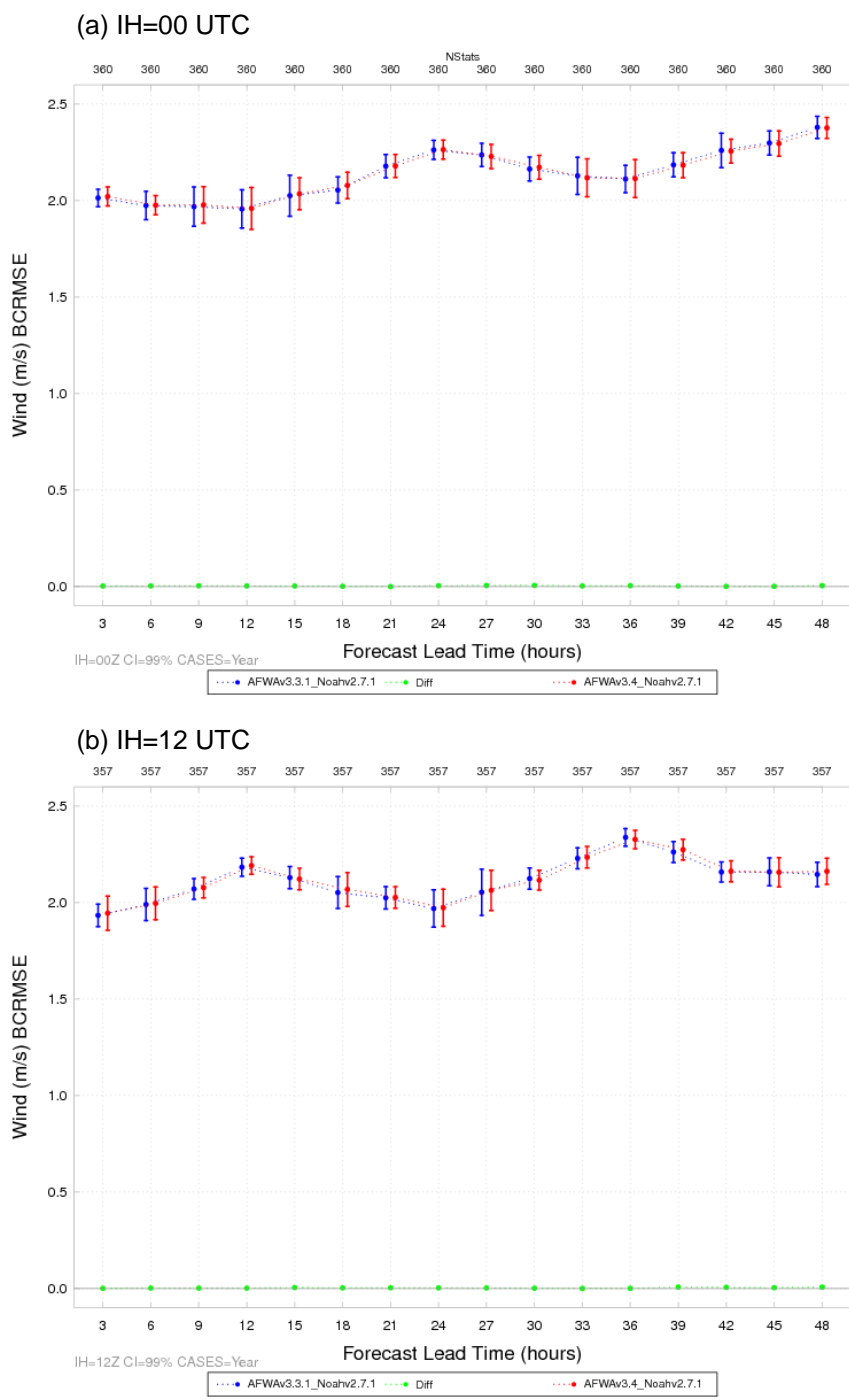 (a) IH=00 UTC
NStats
360 360 360 360 360 360 360 360 360 360 360 360 360 360 360 360
2.5
2.0
1.5
1.0
0.5
0.0
Wind (m/s) BCRMSE
3 6 9 12 15 18 21 24 27 30 33 36 39 42 45 48
Forecast Lead Time (hours)
IH=00Z CI=99% CASES=Year
AFWAv3.3.1_Noahv2.7.1 Diff AFWAv3.4_Noahv2.7.1
(b) IH=12 UTC
357 357 357 357 357 357 357 357 357 357 357 357 357 357 357 357
2.5
2.0
1.5
1.0
0.5
0.0
Wind (m/s) BCRMSE
3 6 9 12 15 18 21 24 27 30 33 36 39 42 45 48
Forecast Lead Time (hours)
IH=12Z CI=99% CASES=Year
AFWAv3.3.1_Noahv2.7.1 Diff AFWAv3.4_Noahv2.7.1